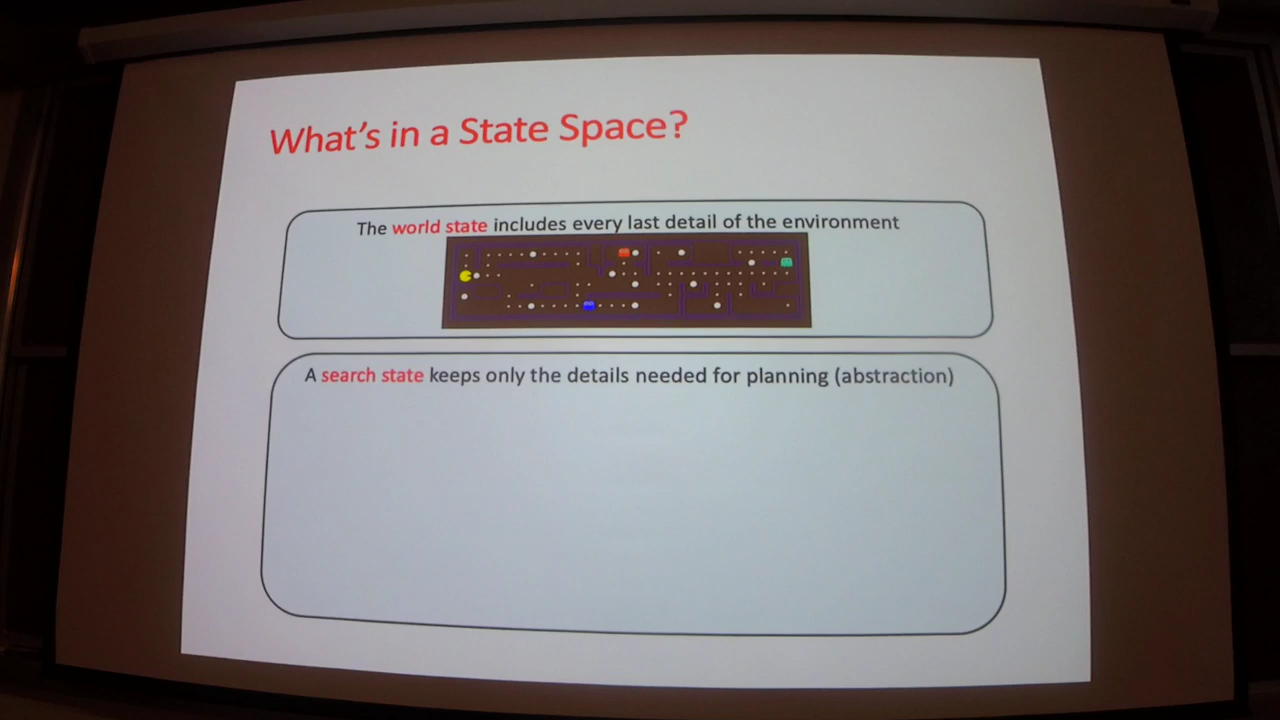 What's in a State Space?
The world state includes every last detail of the environment
A search state keeps only the details needed for planning (abstraction)